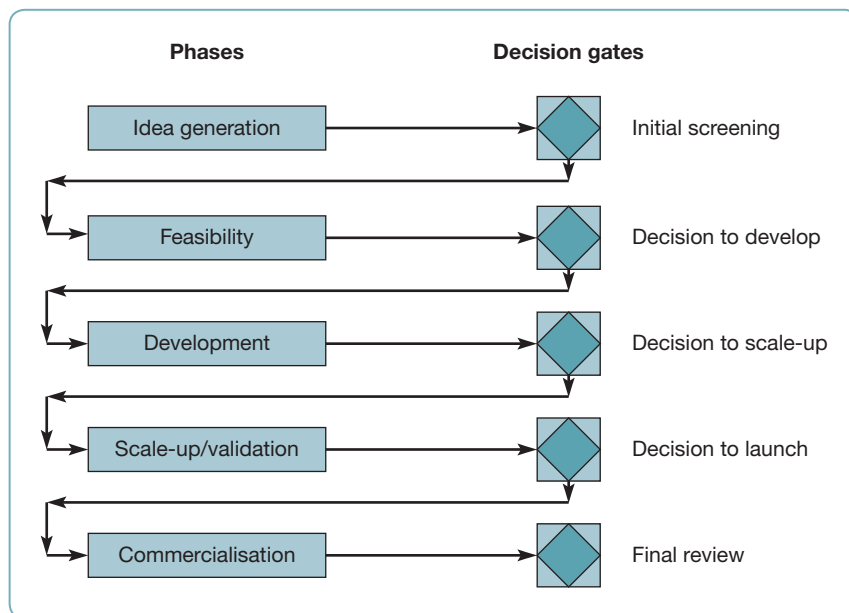 Phases
Decision gates
Idea generation
Initial screening
Feasibility
Decision to develop
Development
Decision to scale-up
Scale-up/validation
Decision to launch
Commercialisation
Final review